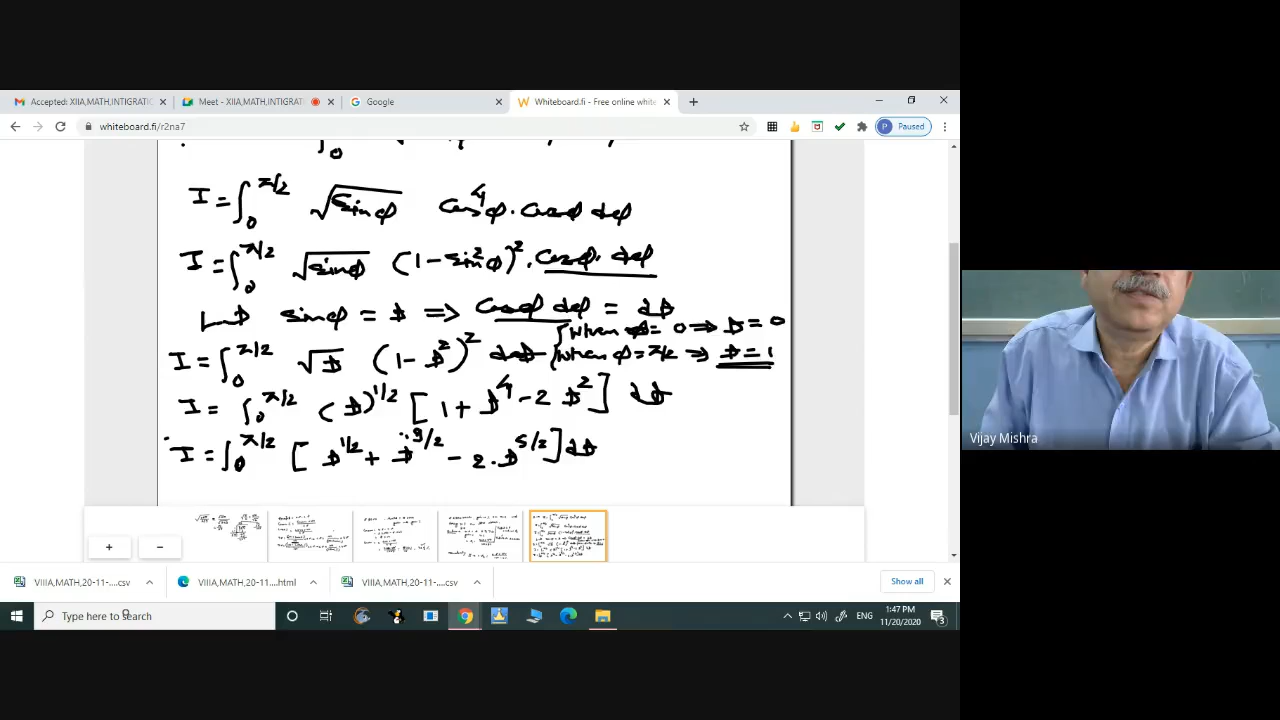 Accepted: XIIA,MATH,INTIGRATI
Meet - XIIA,MATH,INTIGRATI
Google
Whiteboard.fi - Free online white
whiteboard.fi/r2na7
Paused
I = ∫₀^π/2 √sinφ cos⁴φ · cosφ dφ
I = ∫₀^π/2 √sinφ (1 − sin²φ)² · cosφ · dφ
Let sinφ = t ⟹ cosφ dφ = dt
when φ = 0 ⟹ t = 0
I = ∫₀^π/2 √t (1 − t²)² dt
when φ = π/2 ⟹ t = 1
I = ∫₀^π/2 (t)^1/2 [1 + t⁴ − 2 t²] dt
I = ∫₀^π/2 [t^1/2 + t^9/2 − 2 · t^5/2] dt
Vijay Mishra
VIIIA,MATH,20-11-....csv
VIIIA,MATH,20-11....html
VIIIA,MATH,20-11-....csv
Show all
Type here to search
ENG
1:47 PM
11/20/2020
3